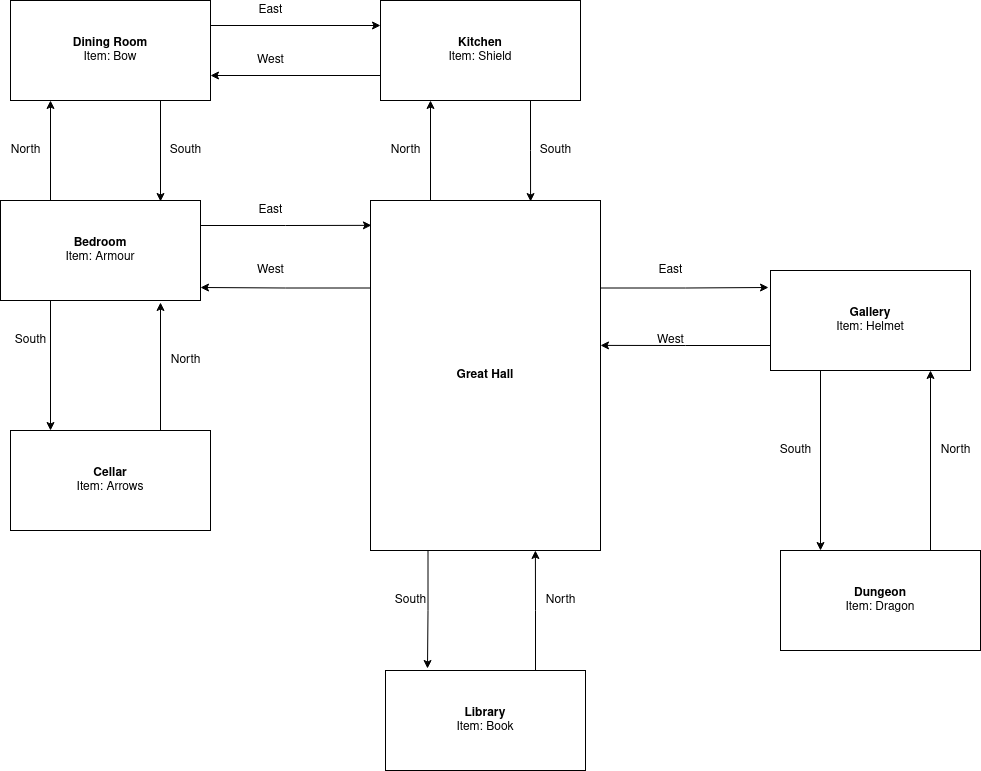 East
Dining Room
Item: Bow
Kitchen
Item: Shield
West
North
South
North
South
East
Bedroom
Item: Armour
West
East
Gallery
Item: Helmet
South
West
North
Great Hall
South
North
Cellar
Item: Arrows
South
North
Dungeon
Item: Dragon
Library
Item: Book